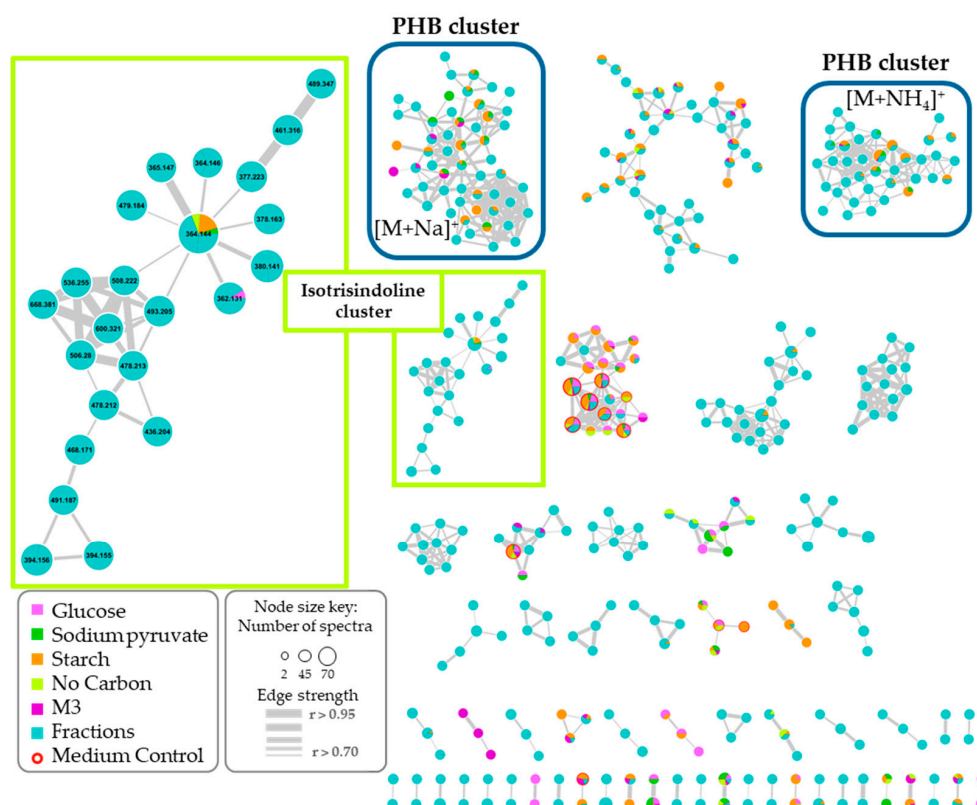 PHB cluster
PHB cluster
[M+NH₄]⁺
[M+Na]⁺
489.347
461.316
364.146
365.147
377.223
479.184
378.163
364.144
380.141
362.131
536.255
508.222
668.381
493.205
600.321
506.28
478.213
478.212
436.204
468.171
491.187
394.156
394.155
Isotrisindoline
cluster
Glucose
Sodium pyruvate
Starch
No Carbon
M3
Fractions
Medium Control
Node size key:
Number of spectra
2 45 70
Edge strength
r > 0.95
r > 0.70